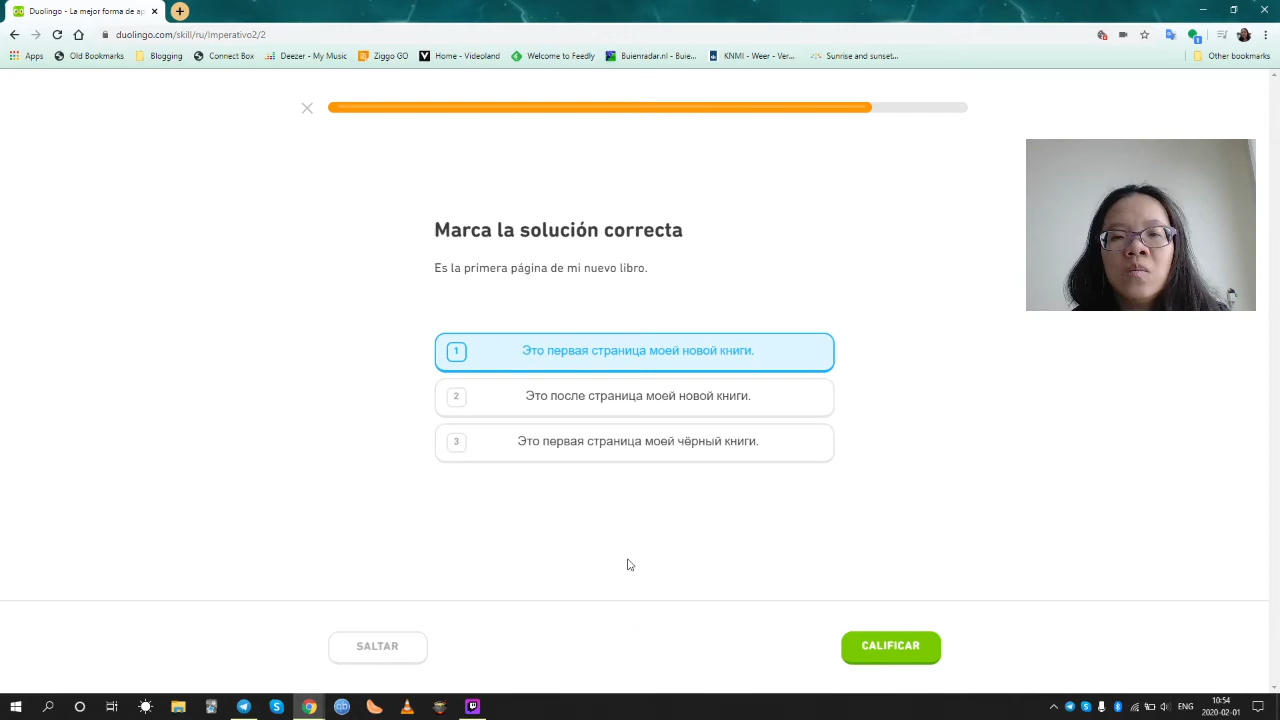 Duolingo - La mejor forma de ap
duolingo.com/skill/ru/Imperativo2/2
Apps Old Bookmarks Blogging Connect Box Deezer - My Music Ziggo GO Home - Videoland Welcome to Feedly Buienradar.nl - Buie... KNMI - Weer - Ver... Sunrise and sunset... Other bookmarks
Marca la solución correcta
Es la primera página de mi nuevo libro.
1 Это первая страница моей новой книги.
2 Это после страница моей новой книги.
3 Это первая страница моей чёрный книги.
SALTAR CALIFICAR
ENG 10:54
2020-02-01